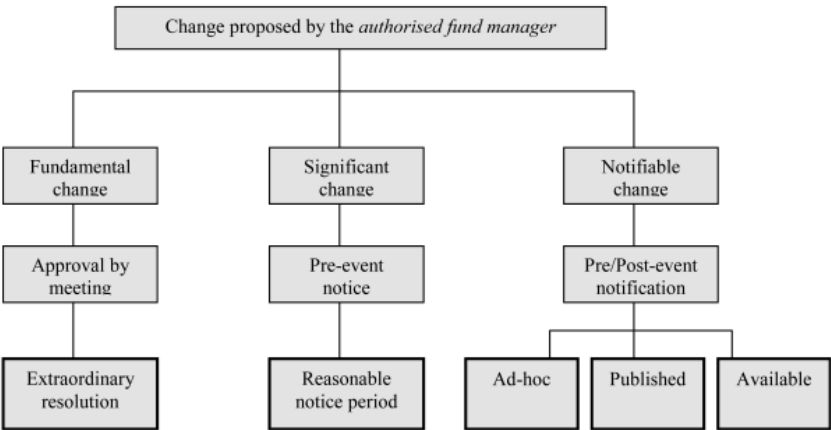 Change proposed by the authorised fund manager
Fundamental
change
Significant
change
Notifiable
change
Approval by
meeting
Pre-event
notice
Pre/Post-event
notification
Extraordinary
resolution
Reasonable
notice period
Ad-hoc
Published
Available